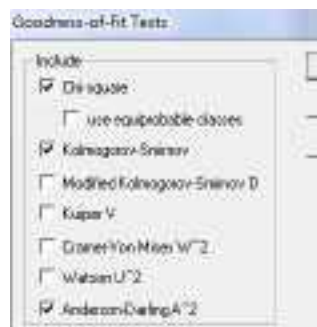 Goodness-of-Fit Tests
Include
Chi-square
use equiprobable classes
Kolmogorov-Smirnov
Modified Kolmogorov-Smirnov D
Kuiper V
Cramer-Von Mises W^2
Watson U^2
Anderson-Darling A^2